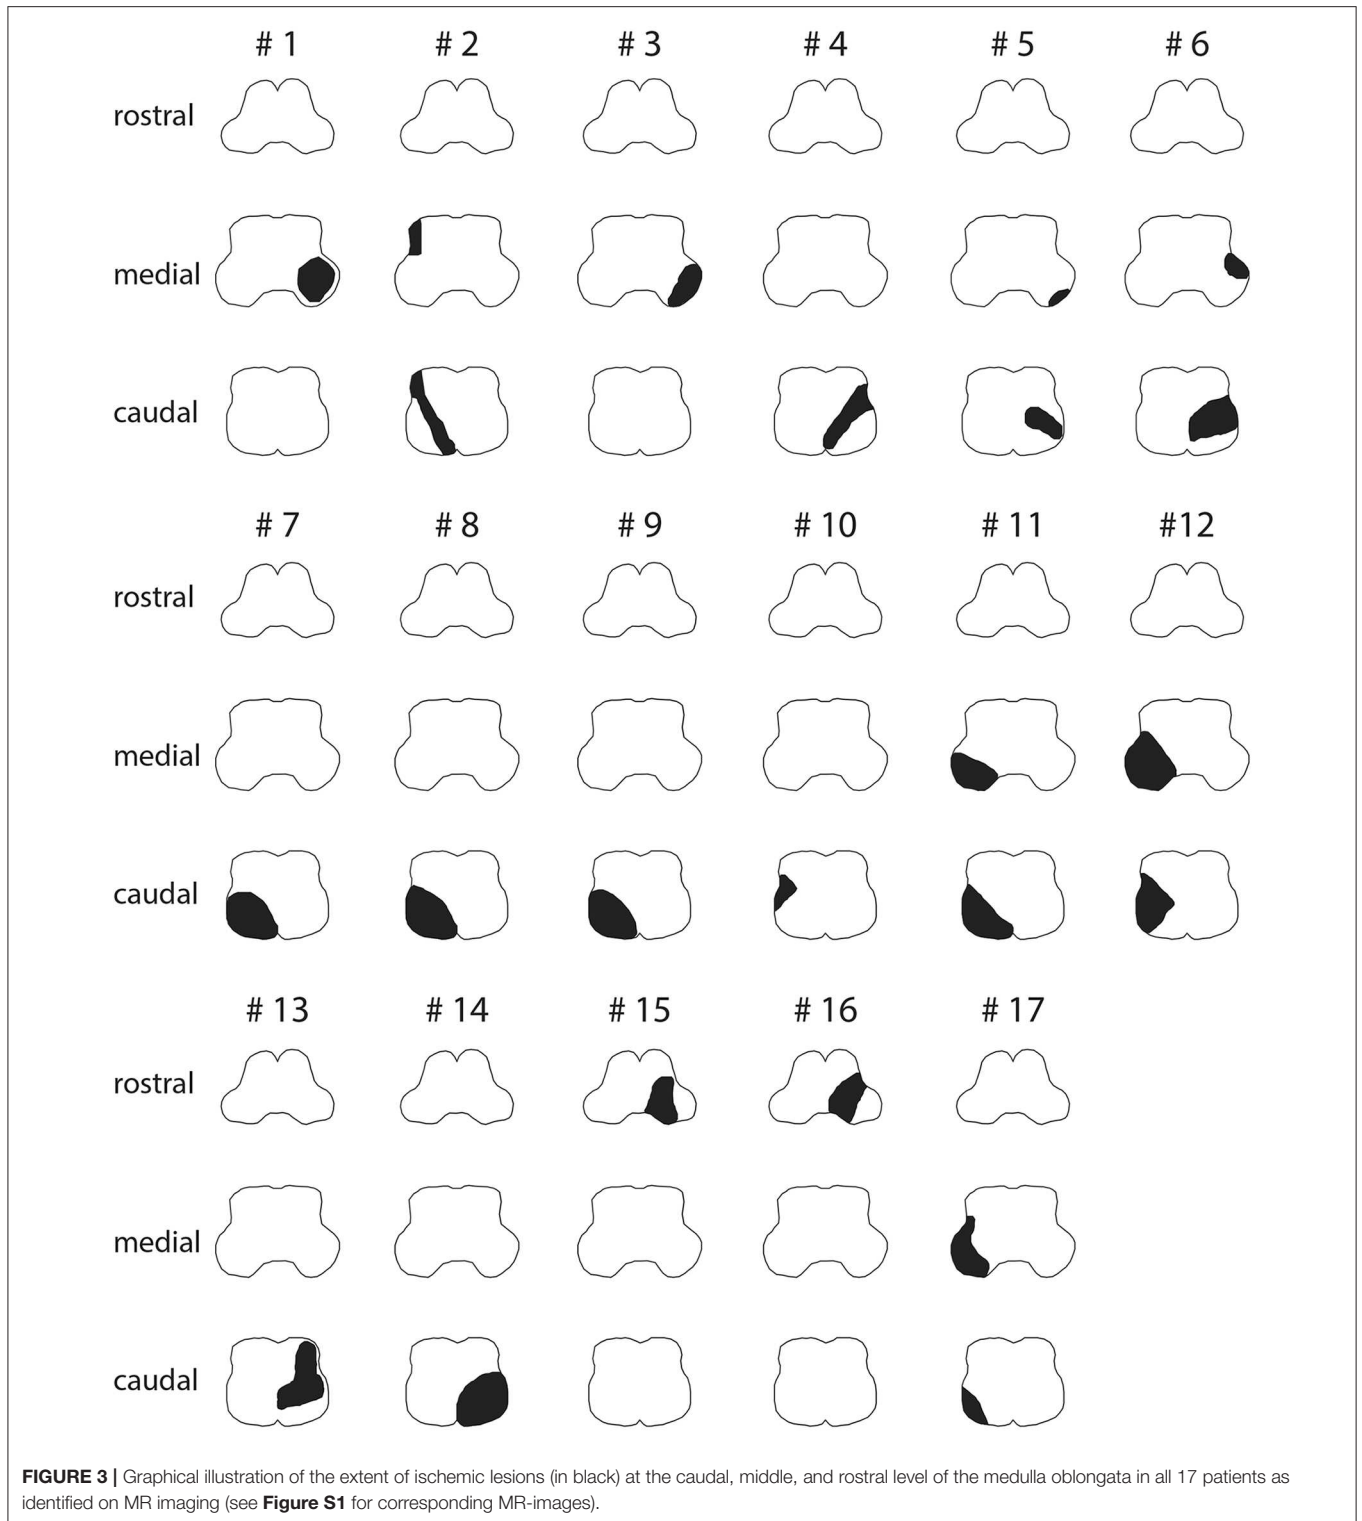 # 1 # 2 # 3 # 4 # 5 # 6
rostral
medial
caudal
# 7 # 8 # 9 # 10 # 11 #12
rostral
medial
caudal
# 13 # 14 # 15 # 16 # 17
rostral
medial
caudal
FIGURE 3 | Graphical illustration of the extent of ischemic lesions (in black) at the caudal, middle, and rostral level of the medulla oblongata in all 17 patients as
identified on MR imaging (see Figure S1 for corresponding MR-images).